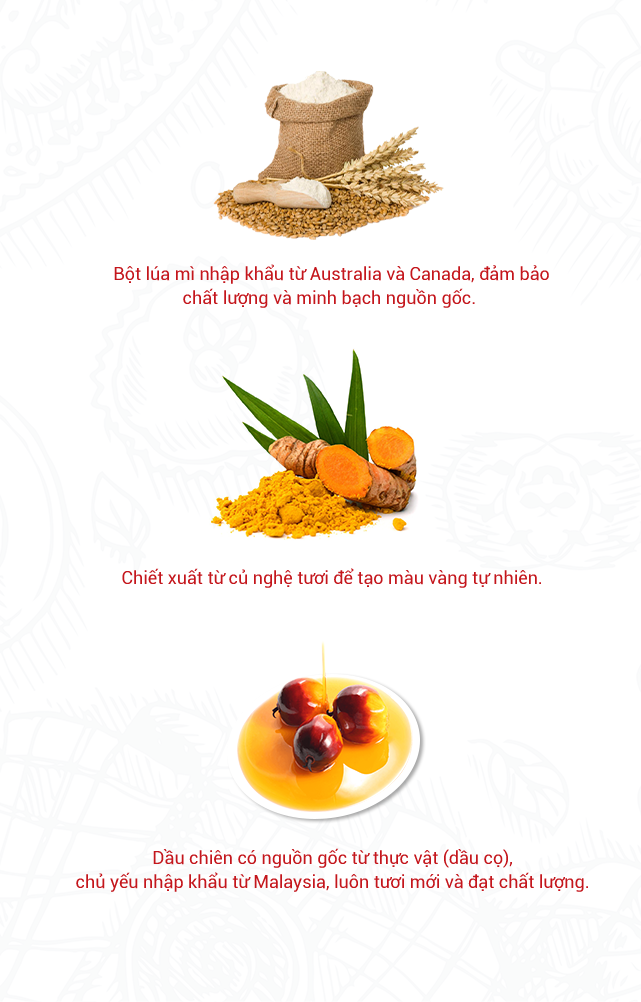 Bột lúa mì nhập khẩu từ Australia và Canada, đảm bảo
chất lượng và minh bạch nguồn gốc.
Chiết xuất từ củ nghệ tươi để tạo màu vàng tự nhiên.
Dầu chiên có nguồn gốc từ thực vật (dầu cọ),
chủ yếu nhập khẩu từ Malaysia, luôn tươi mới và đạt chất lượng.